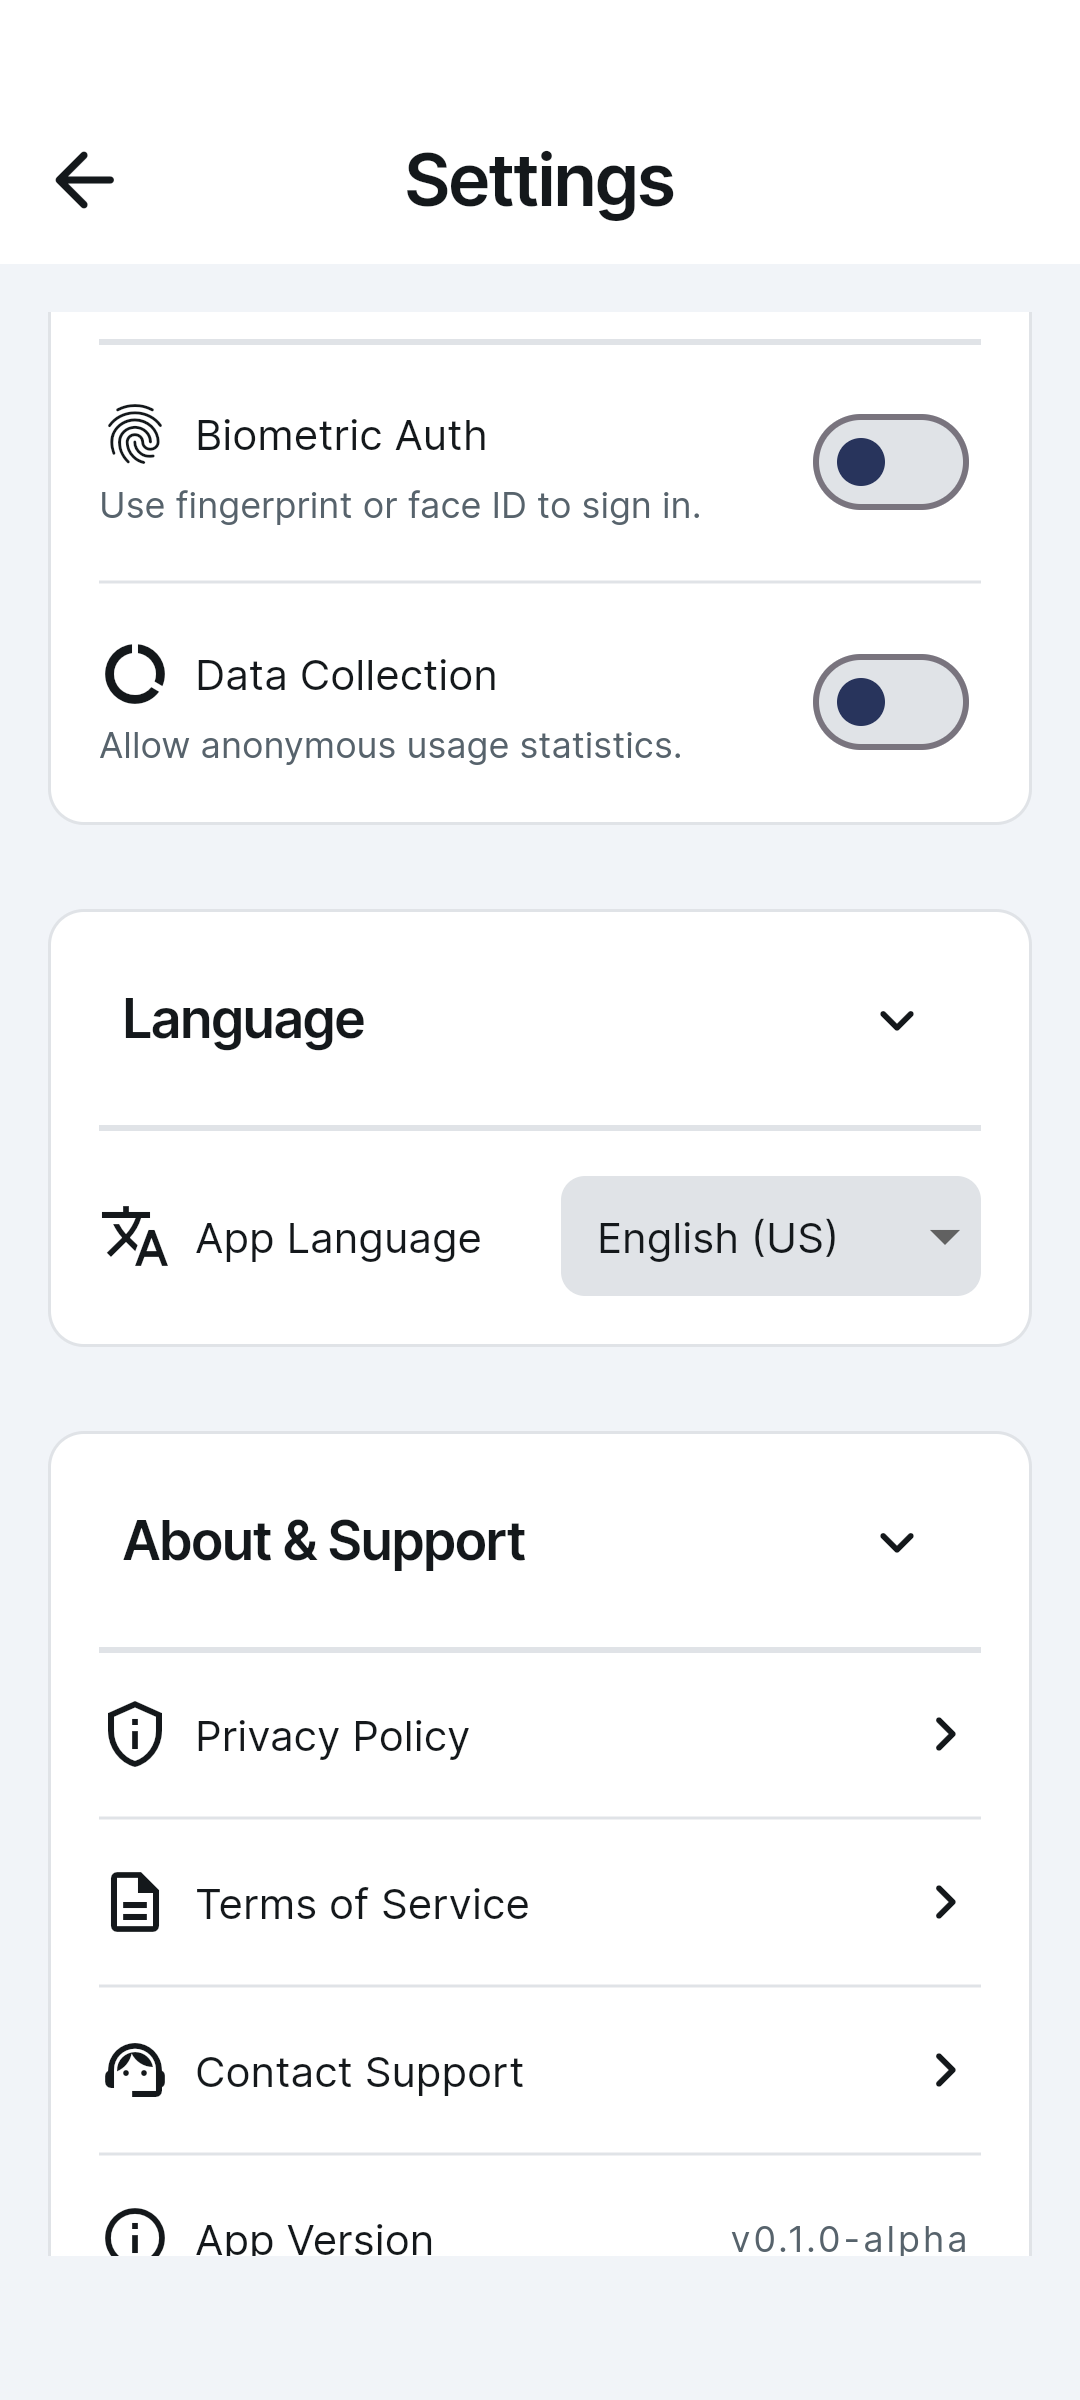 Settings
Biometric Auth
Use fingerprint or face ID to sign in.
Data Collection
Allow anonymous usage statistics.
Language
App Language
English (US)
About & Support
Privacy Policy
Terms of Service
Contact Support
App Version
v0.1.0-alpha